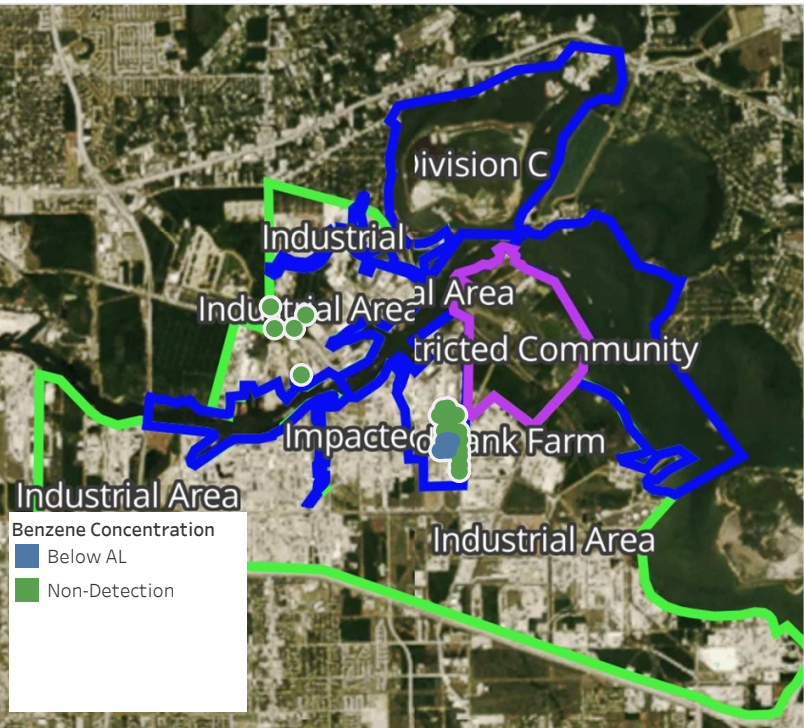 Division C
Industrial
Industrial Area
al Area
tricted Community
Impacted Tank Farm
Industrial Area
Industrial Area
Benzene Concentration
Below AL
Non-Detection